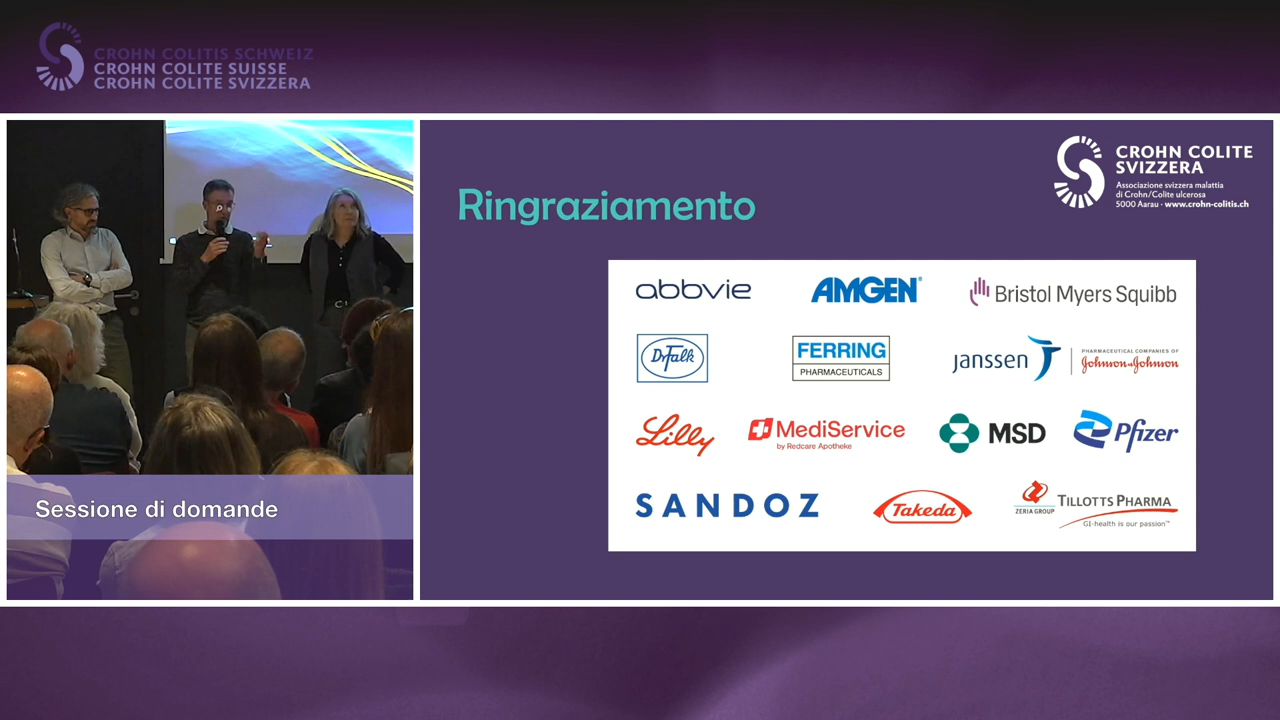 CROHN COLITIS SCHWEIZ
CROHN COLITE SUISSE
CROHN COLITE SVIZZERA
Sessione di domande
CROHN COLITE
SVIZZERA
Associazione svizzera malattia
di Crohn/Colite ulcerosa
5000 Aarau · www.crohn-colitis.ch
Ringraziamento
abbvie
AMGEN®
Bristol Myers Squibb
Dr Falk
FERRING
PHARMACEUTICALS
janssen
PHARMACEUTICAL COMPANIES OF
Johnson & Johnson
Lilly
MediService
by Redcare Apotheke
MSD
Pfizer
SANDOZ
Takeda
ZERIA GROUP
TILLOTTS PHARMA
GI-health is our passion™